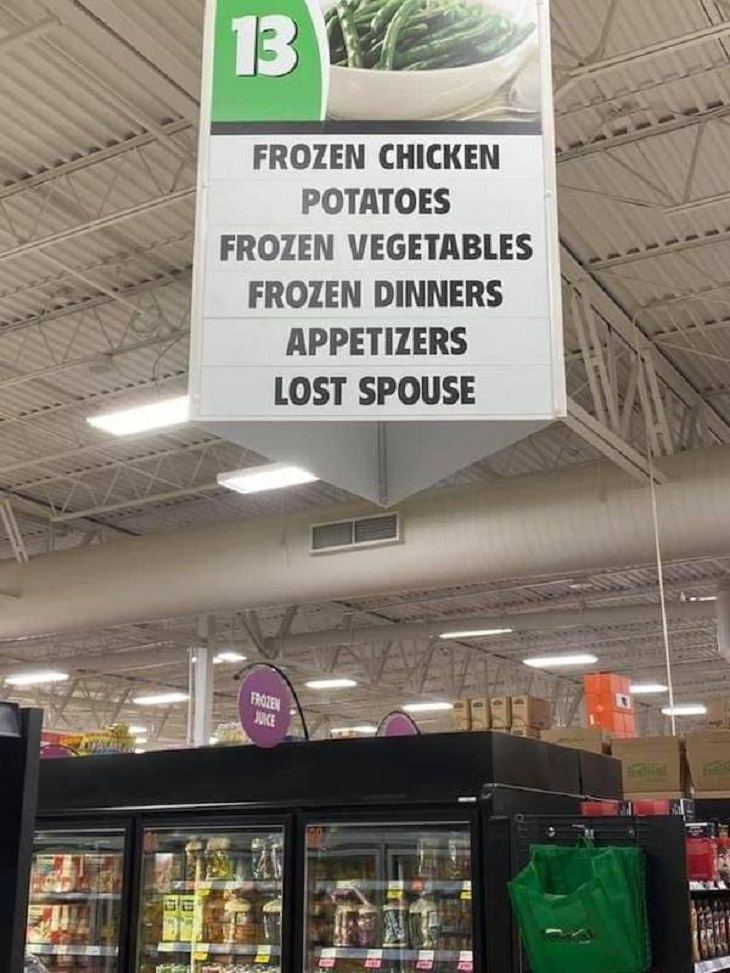 13
FROZEN CHICKEN
POTATOES
FROZEN VEGETABLES
FROZEN DINNERS
APPETIZERS
LOST SPOUSE
FROZEN
JUICE